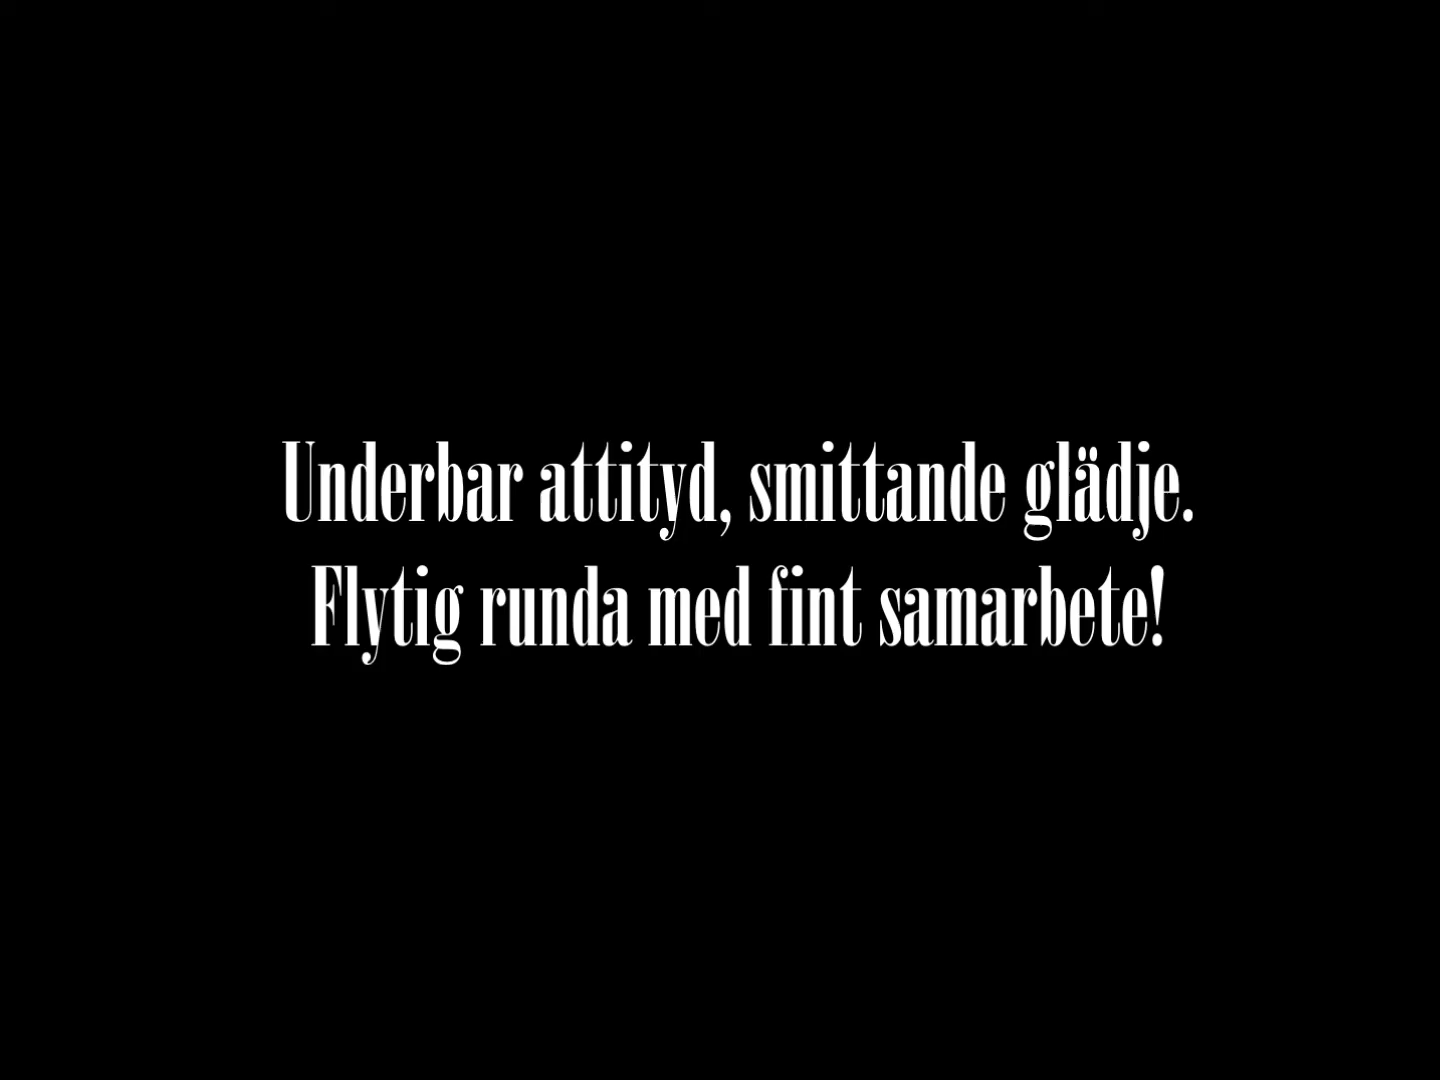 Underbar attityd, smittande glädje.
Flytig runda med fint samarbete!